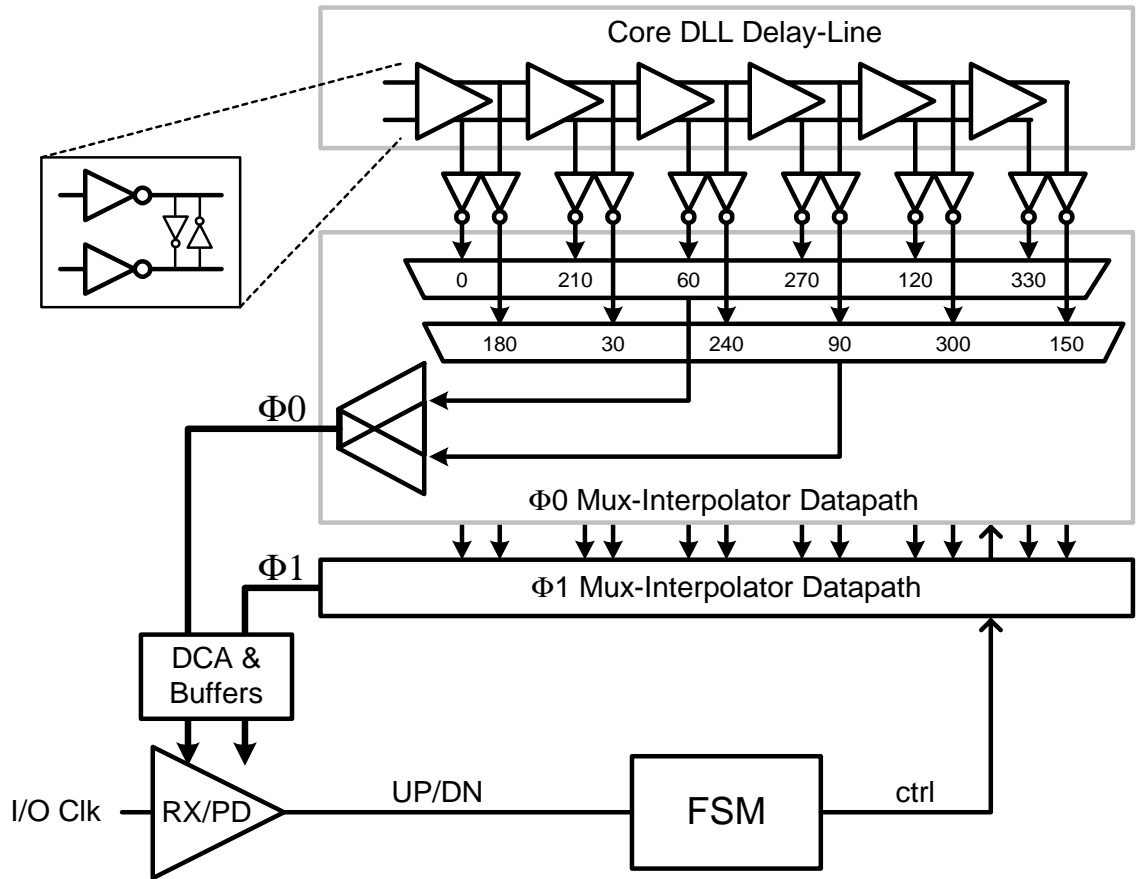 Core DLL Delay-Line
0 210 60 270 120 330
180 30 240 90 300 150
Φ0
Φ0 Mux-Interpolator Datapath
Φ1
Φ1 Mux-Interpolator Datapath
DCA &
Buffers
I/O Clk
RX/PD
UP/DN
FSM
ctrl